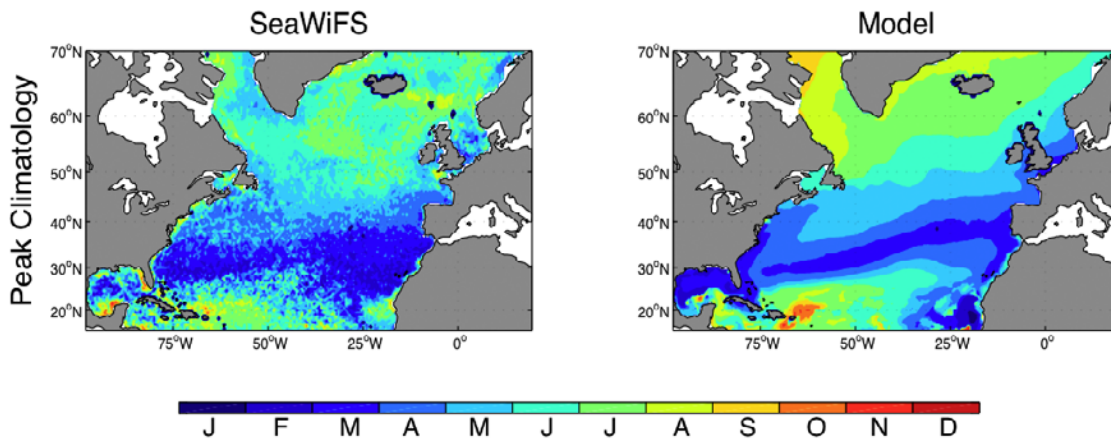 SeaWiFS Model
Peak Climatology
70°N 70°N
60°N 60°N
50°N 50°N
40°N 40°N
30°N 30°N
20°N 20°N
75°W 50°W 25°W 0° 75°W 50°W 25°W 0°
J F M A M J J A S O N D